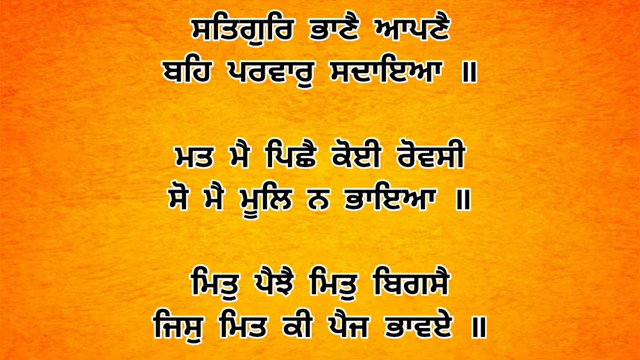 ਸਤਿਗੁਰਿ ਭਾਣੈ ਆਪਣੈ
ਬਹਿ ਪਰਵਾਰੁ ਸਦਾਇਆ ॥
ਮਤ ਮੈ ਪਿਛੈ ਕੋਈ ਰੋਵਸੀ
ਸੋ ਮੈ ਮੂਲਿ ਨ ਭਾਇਆ ॥
ਮਿਤੁ ਪੈਝੈ ਮਿਤੁ ਬਿਗਸੈ
ਜਿਸੁ ਮਿਤ ਕੀ ਪੈਜ ਭਾਵਏ ॥